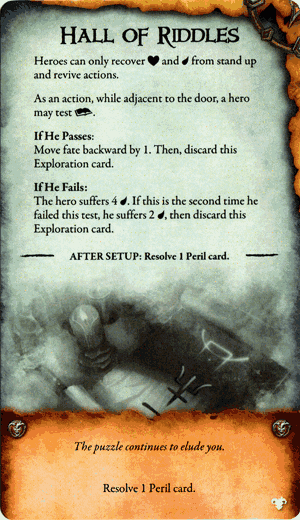 HALL OF RIDDLES
Heroes can only recover and from stand up
and revive actions.
As an action, while adjacent to the door, a hero
may test .
If He Passes:
Move fate backward by 1. Then, discard this
Exploration card.
If He Fails:
The hero suffers 4 . If this is the second time he
failed this test, he suffers 2 , then discard this
Exploration card.
AFTER SETUP: Resolve 1 Peril card.
The puzzle continues to elude you.
Resolve 1 Peril card.